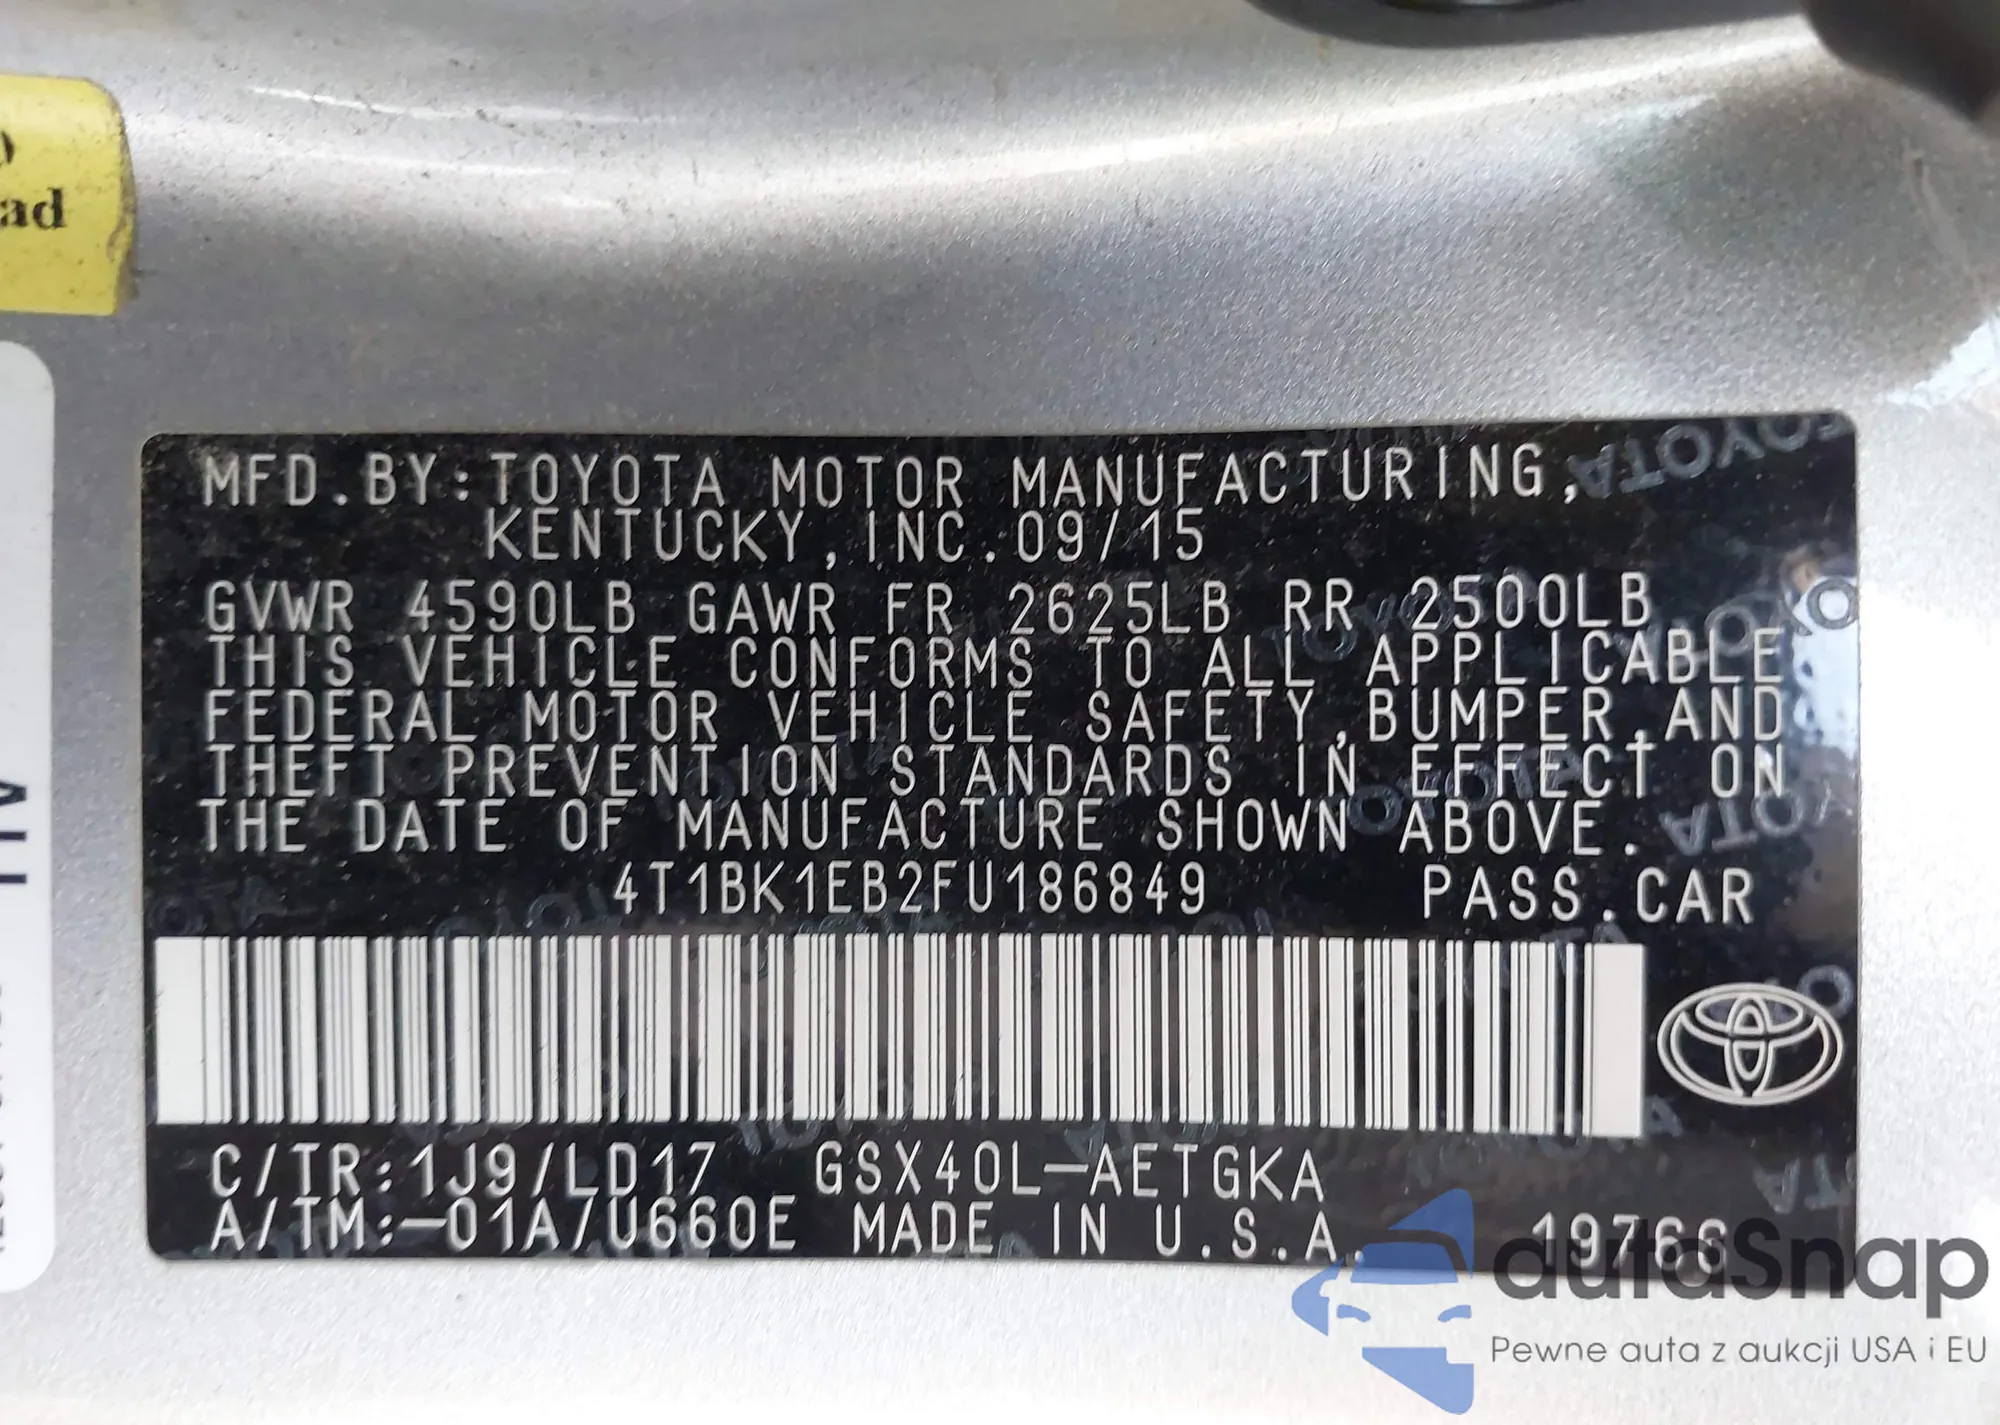 ad
MFD.BY:TOYOTA MOTOR MANUFACTURING,
KENTUCKY,INC.09/15
GVWR 4590LB GAWR FR 2625LB RR 2500LB
THIS VEHICLE CONFORMS TO ALL APPLICABLE
FEDERAL MOTOR VEHICLE SAFETY,BUMPER,AND
THEFT PREVENTION STANDARDS IN EFFECT ON
THE DATE OF MANUFACTURE SHOWN ABOVE.
4T1BK1EB2FU186849 PASS.CAR
C/TR:1J9/LD17 GSX40L-AETGKA
A/TM:-01A/U660E MADE IN U.S.A. 19766
autaSnap
Pewne auta z aukcji USA i EU